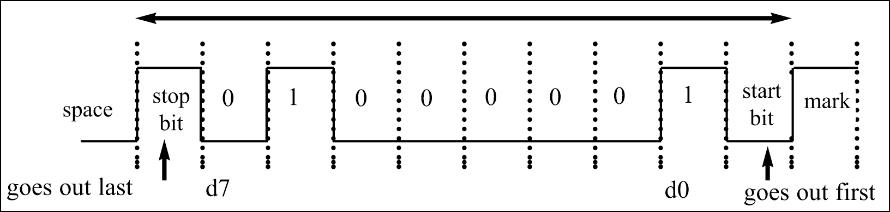 space
stop
bit
0
1
0
0
0
0
0
1
start
bit
mark
goes out last
d7
d0
goes out first